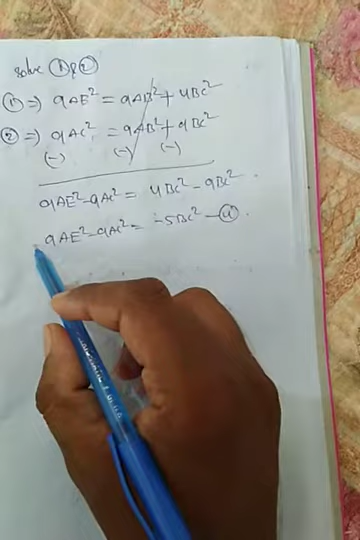 solve ① & ②
① => 9AE² = 9AB² + 4BC²
② => 9AC² = 9AB² + 9BC²
(-) (-) (-)
9AE² - 9AC² = 4BC² - 9BC².
9AE² - 9AC² = -5BC² - ④.